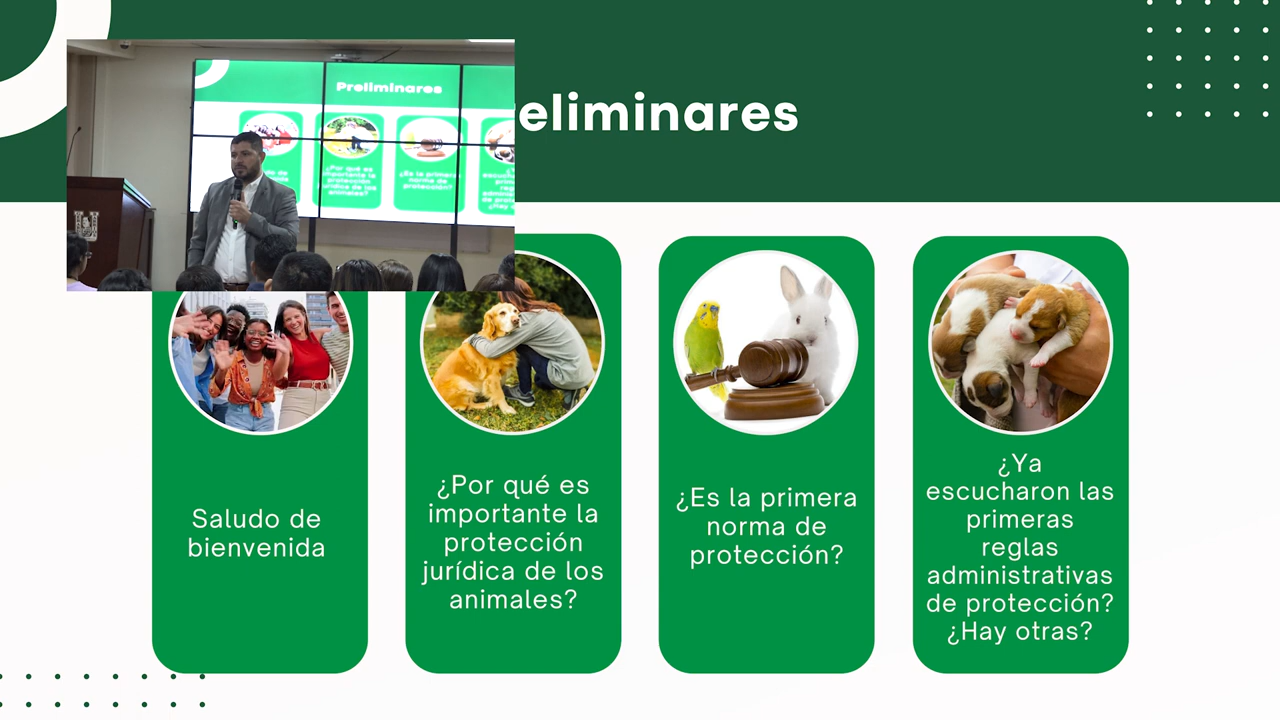 Preliminares
eliminares
Saludo de
bienvenida
¿Por qué es
importante la
protección
jurídica de los
animales?
¿Es la primera
norma de
protección?
¿Ya
escucharon las
primeras
reglas
administrativas
de protección?
¿Hay otras?